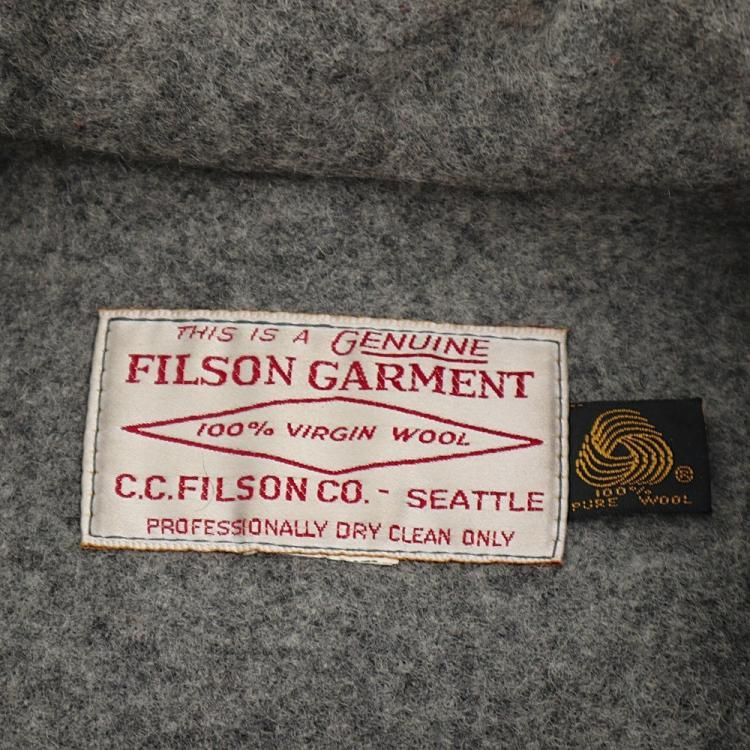 THIS IS A GENUINE
FILSON GARMENT
100% VIRGIN WOOL
C.C.FILSON CO. - SEATTLE
PROFESSIONALLY DRY CLEAN ONLY
®
100%
PURE WOOL